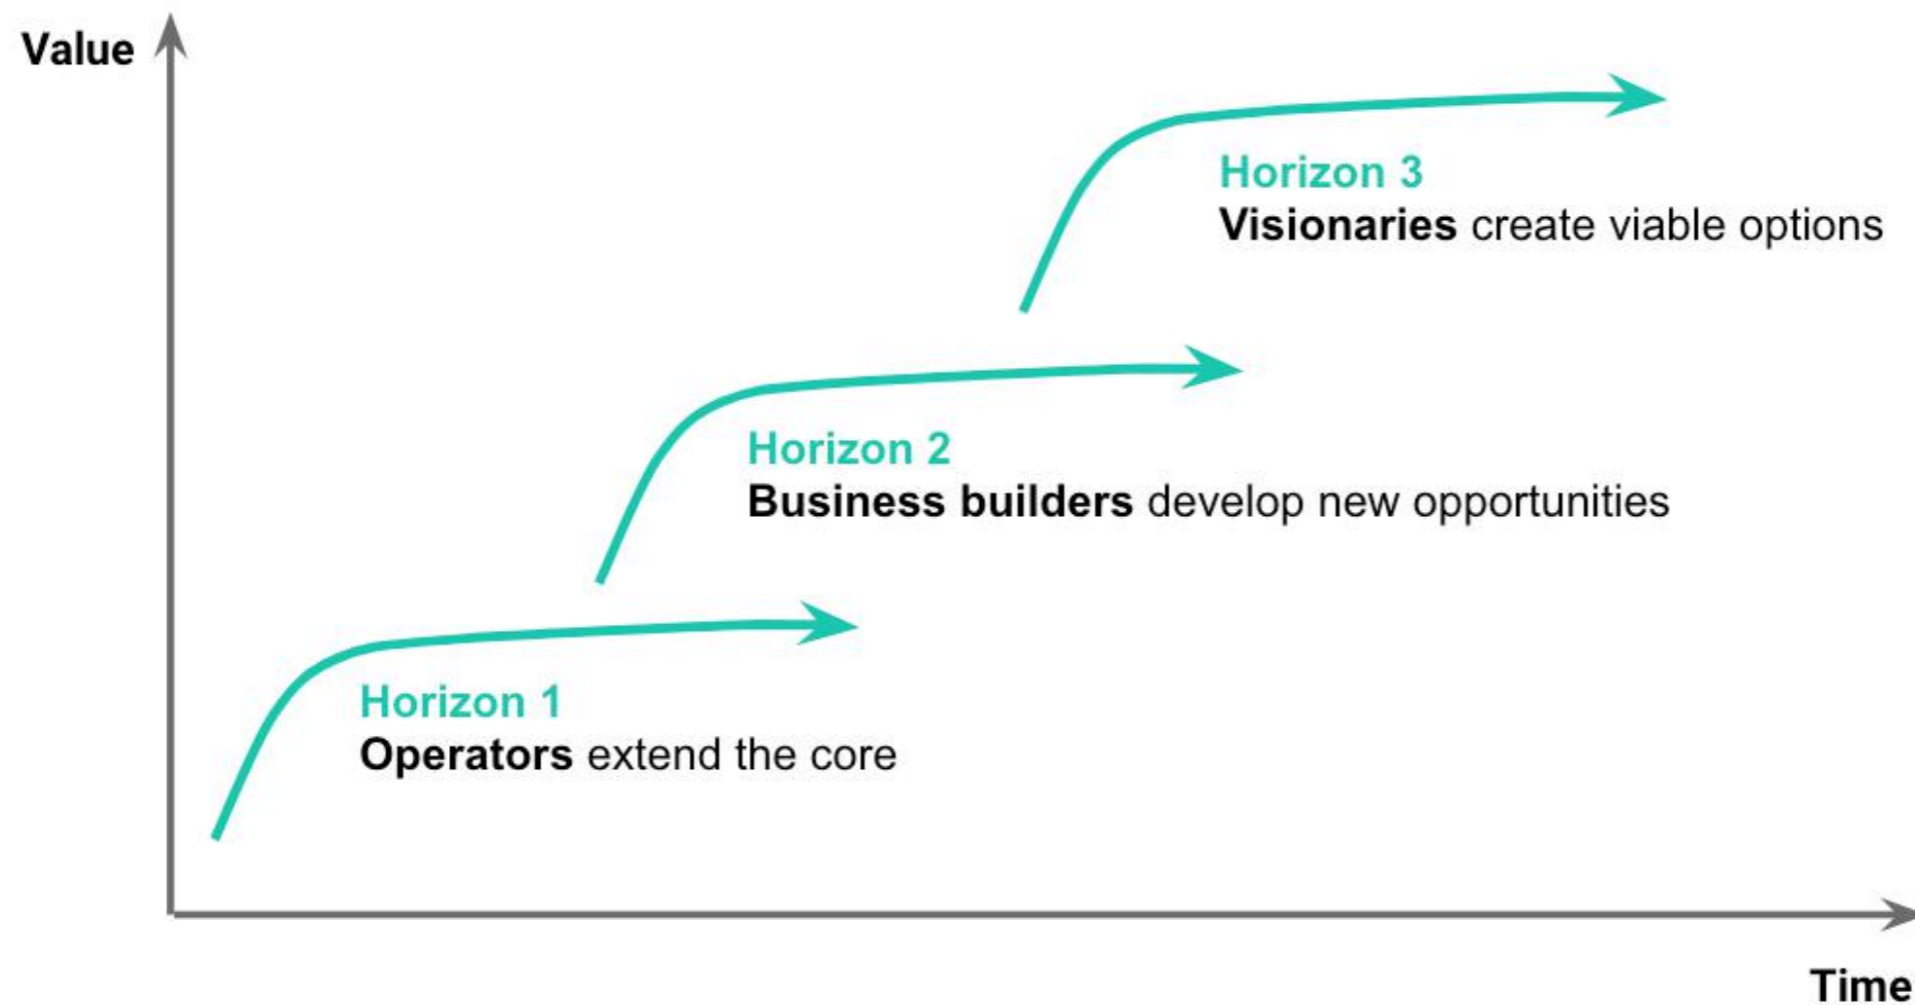 Value
Horizon 3
Visionaries create viable options
Horizon 2
Business builders develop new opportunities
Horizon 1
Operators extend the core
Time